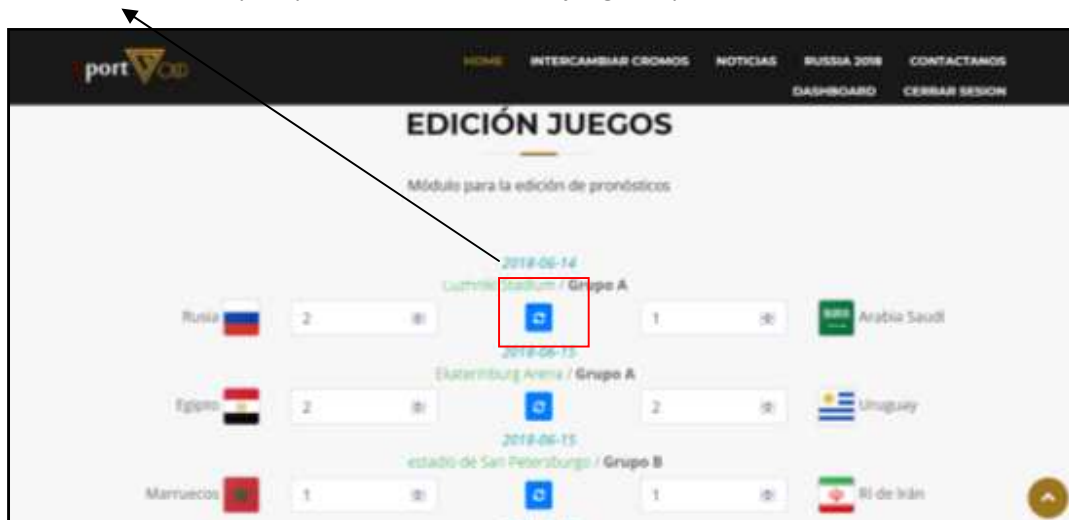 port VOD
HOME INTERCAMBIAR CROMOS NOTICIAS RUSSIA 2018 CONTACTANOS
DASHBOARD CERRAR SESION
EDICIÓN JUEGOS
Módulo para la edición de pronósticos
2018-06-14
Luzhniki Stadium / Grupo A
Rusia 2 1 Arabia Saudí
2018-06-15
Ekaterinburg Arena / Grupo A
Egipto 2 2 Uruguay
2018-06-15
estadio de San Petersburgo / Grupo B
Marruecos 1 1 RI de Irán